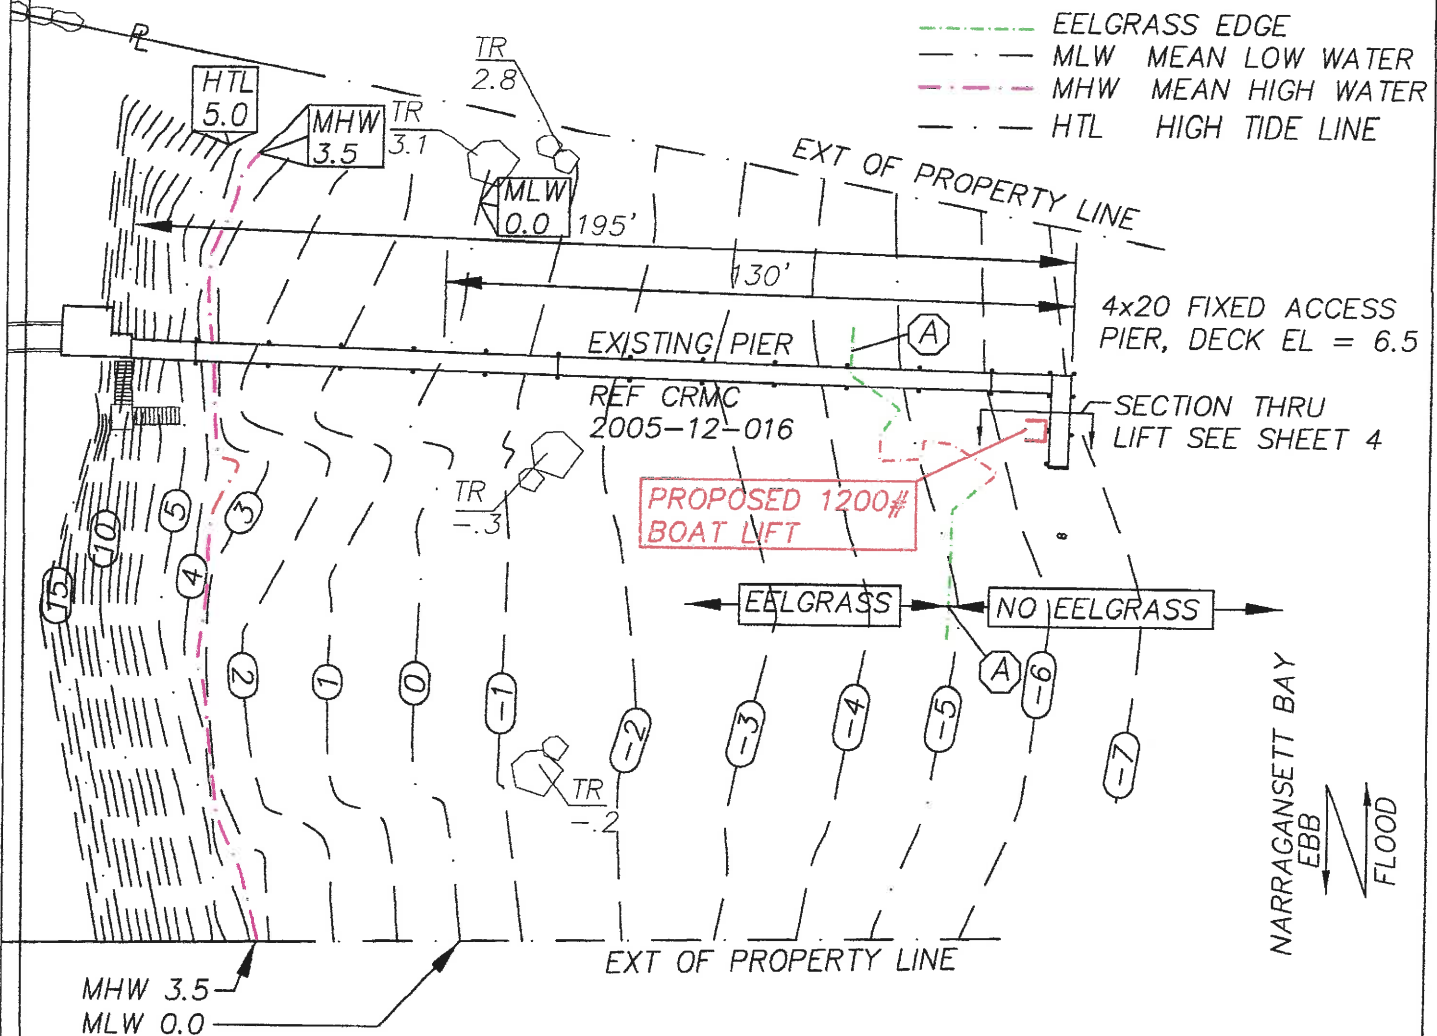 EELGRASS EDGE
MLW MEAN LOW WATER
MHW MEAN HIGH WATER
HTL HIGH TIDE LINE
PL
TR
2.8
HTL
5.0
MHW
3.5
TR
3.1
MLW
0.0
EXT OF PROPERTY LINE
195'
130'
4x20 FIXED ACCESS
PIER, DECK EL = 6.5
A
EXISTING PIER
REF CRMC
2005-12-016
SECTION THRU
LIFT SEE SHEET 4
TR
-.3
PROPOSED 1200#
BOAT LIFT
15
10
5
4
3
8
EELGRASS
NO EELGRASS
A
2
1
0
-1
-2
-3
-4
-5
-6
-7
TR
-.2
NARRAGANSETT BAY
EBB
FLOOD
EXT OF PROPERTY LINE
MHW 3.5
MLW 0.0